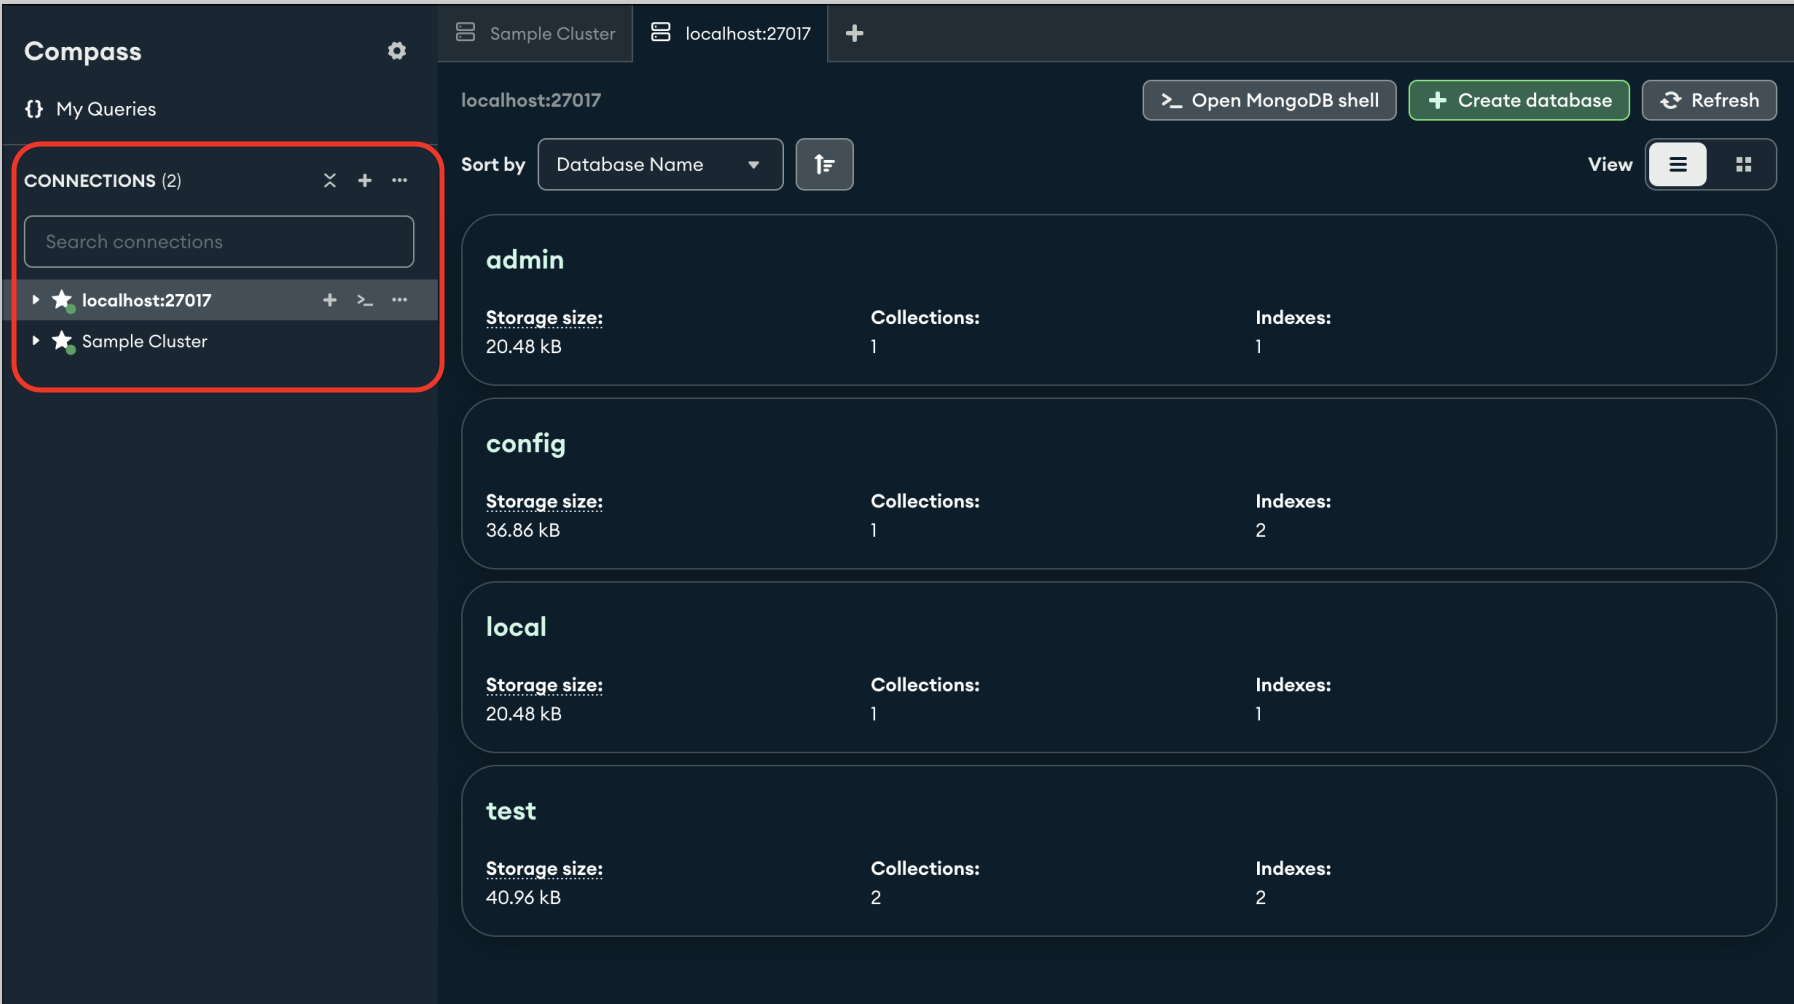 Compass
{} My Queries
CONNECTIONS (2)
Search connections
localhost:27017
Sample Cluster
Sample Cluster
localhost:27017
localhost:27017
>_ Open MongoDB shell
Create database
Refresh
Sort by
Database Name
View
admin
Storage size: Collections: Indexes:
20.48 kB 1 1
config
Storage size: Collections: Indexes:
36.86 kB 1 2
local
Storage size: Collections: Indexes:
20.48 kB 1 1
test
Storage size: Collections: Indexes:
40.96 kB 2 2